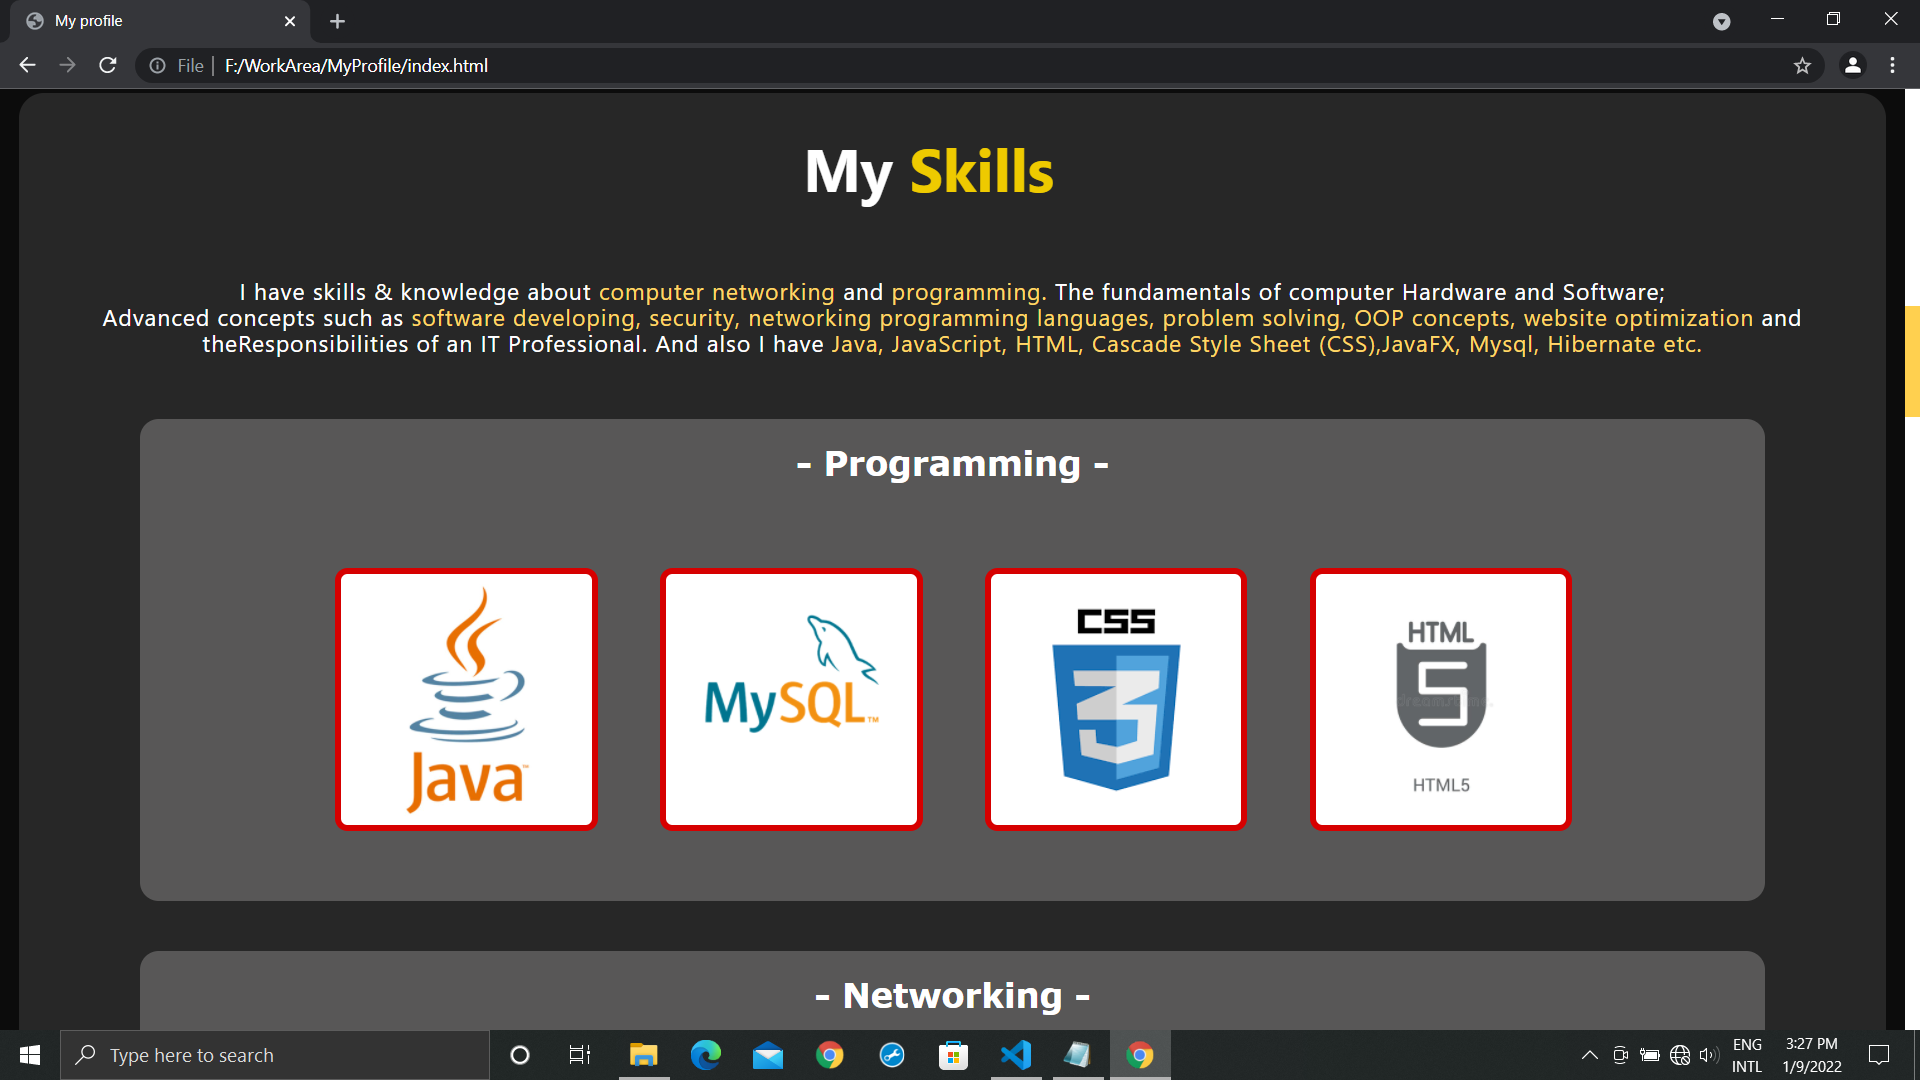 My profile
File
F:/WorkArea/MyProfile/index.html
My Skills
I have skills & knowledge about computer networking and programming. The fundamentals of computer Hardware and Software;
Advanced concepts such as software developing, security, networking programming languages, problem solving, OOP concepts, website optimization and
theResponsibilities of an IT Professional. And also I have Java, JavaScript, HTML, Cascade Style Sheet (CSS),JavaFX, Mysql, Hibernate etc.
- Programming -
Java™
MySQL™
CSS
3
HTML
5
HTML5
- Networking -
Type here to search
ENG
INTL
3:27 PM
1/9/2022